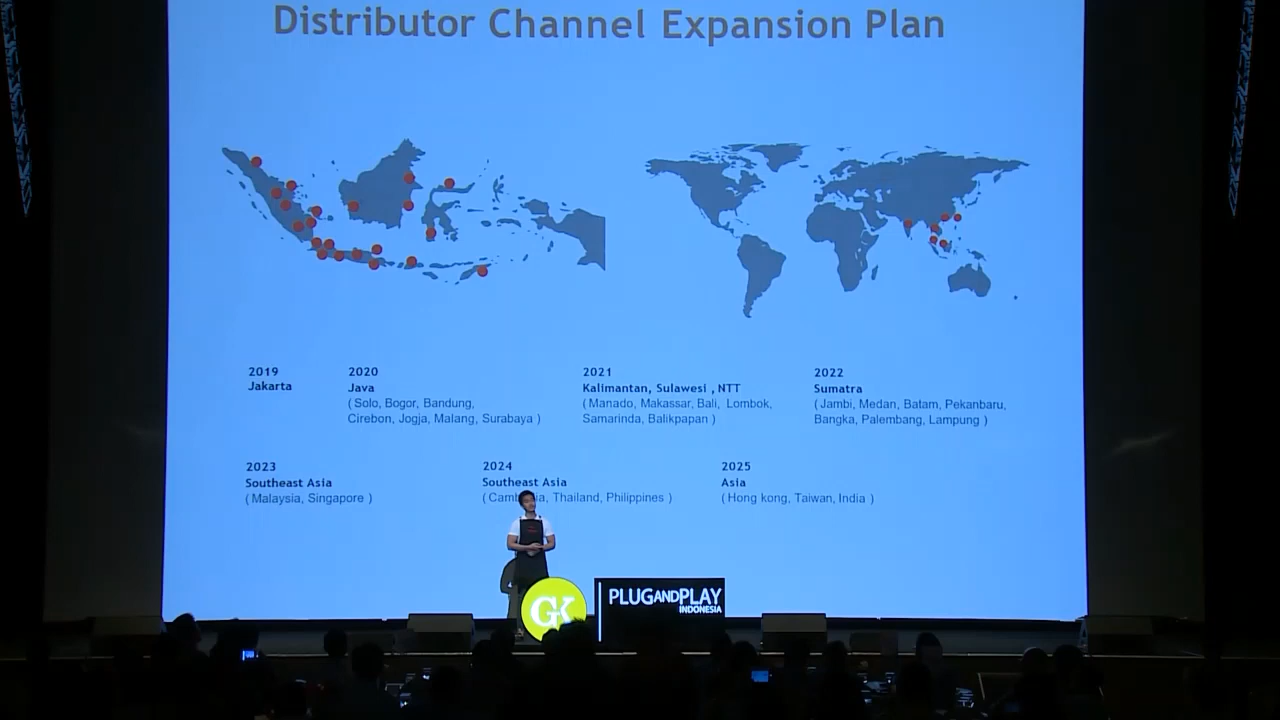 Distributor Channel Expansion Plan
2019
Jakarta
2020
Java
( Solo, Bogor, Bandung,
Cirebon, Jogja, Malang, Surabaya )
2021
Kalimantan, Sulawesi , NTT
( Manado, Makassar, Bali, Lombok,
Samarinda, Balikpapan )
2022
Sumatra
( Jambi, Medan, Batam, Pekanbaru,
Bangka, Palembang, Lampung )
2023
Southeast Asia
( Malaysia, Singapore )
2024
Southeast Asia
Thailand, Philippines )
2025
Asia
( Hong kong, Taiwan, India )
GK
PLUGANDPLAY
INDONESIA